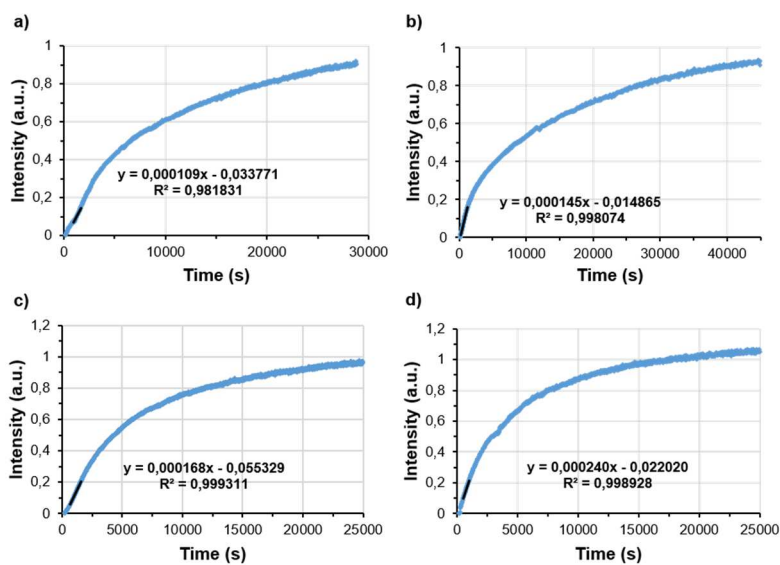 a)
Intensity (a.u..)
1
0,8
0,6
0,4
0,2
0
y = 0,000109x - 0,033771
R² = 0,981831
0 10000 20000 30000
Time (s)
b)
Intensity (a.u.)
1
0,8
0,6
0,4
0,2
0
y = 0,000145x - 0,014865
R² = 0,998074
0 10000 20000 30000 40000
Time (s)
c)
Intensity (a.u.)
1,2
1
0,8
0,6
0,4
0,2
0
y = 0,000168x - 0,055329
R² = 0,999311
0 5000 10000 15000 20000 25000
Time (s)
d)
Intensity (a.u.)
1,2
1
0,8
0,6
0,4
0,2
0
y = 0,000240x - 0,022020
R² = 0,998928
0 5000 10000 15000 20000 25000
Time (s)